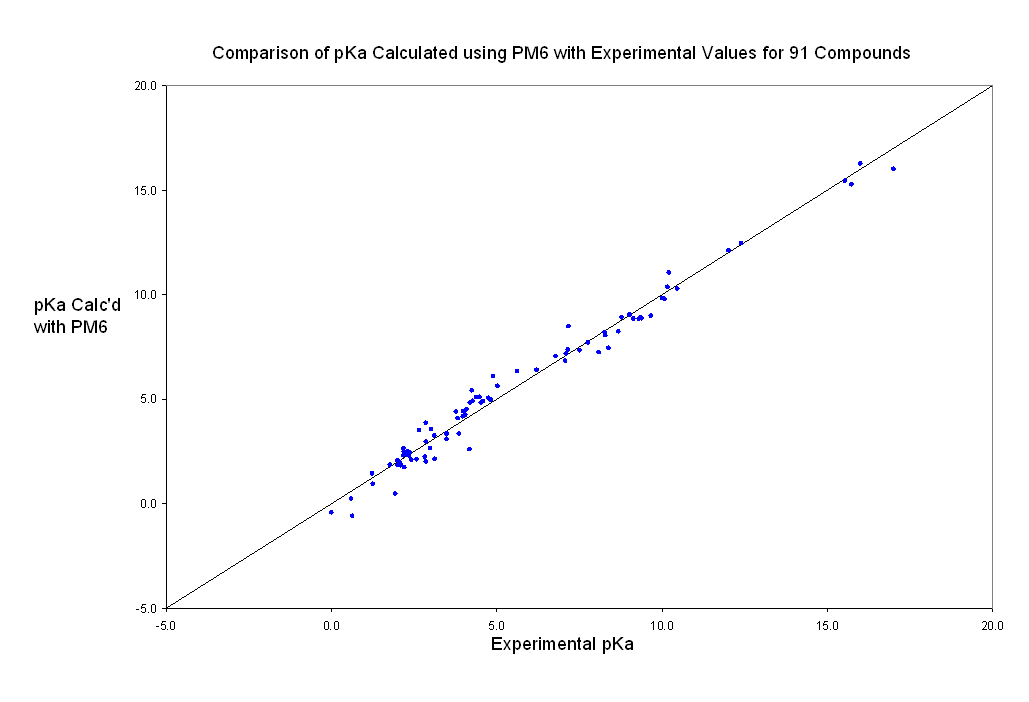 Comparison of pKa Calculated using PM6 with Experimental Values for 91 Compounds
20.0
15.0
10.0
pKa Calc'd
with PM6
5.0
0.0
-5.0
-5.0 0.0 5.0 10.0 15.0 20.0
Experimental pKa